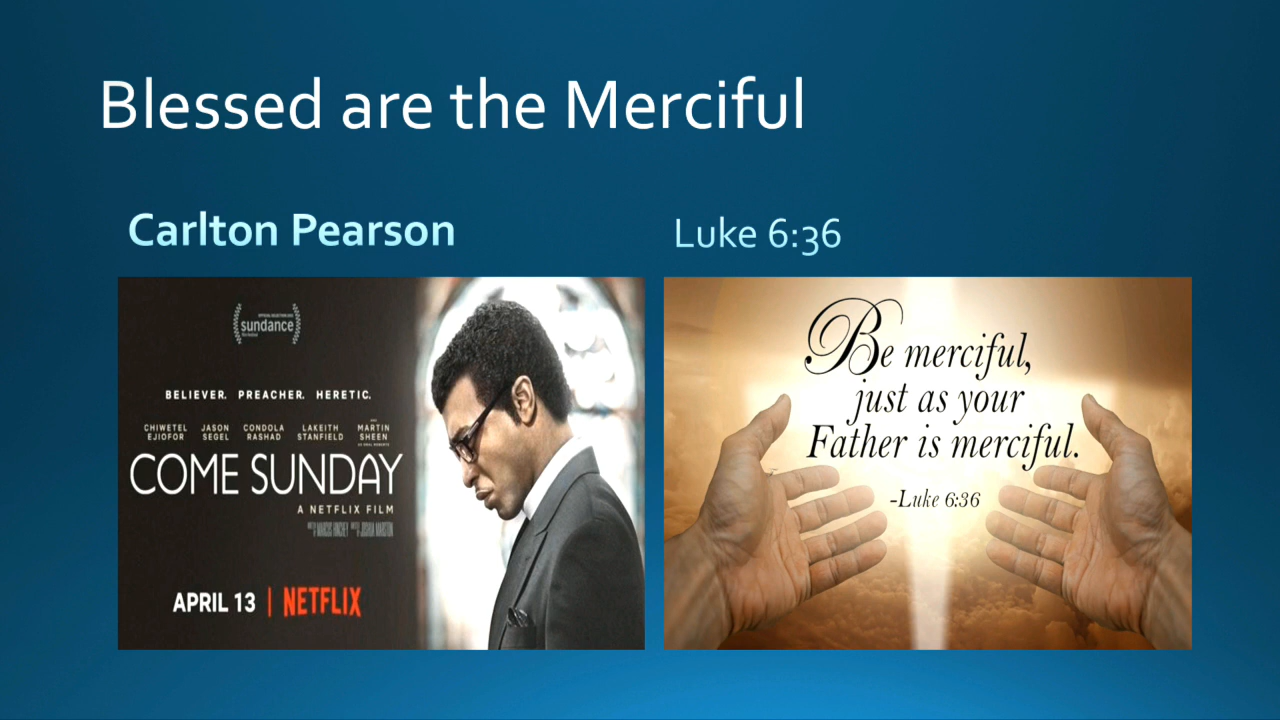 Blessed are the Merciful
Carlton Pearson
sundance
BELIEVER. PREACHER. HERETIC.
CHIWETEL EJIOFOR JASON SEGEL CONDOLA RASHAD LAKEITH STANFIELD MARTIN SHEEN
COME SUNDAY
A NETFLIX FILM
APRIL 13 | NETFLIX
Luke 6:36
Be merciful,
just as your
Father is merciful.
-Luke 6:36